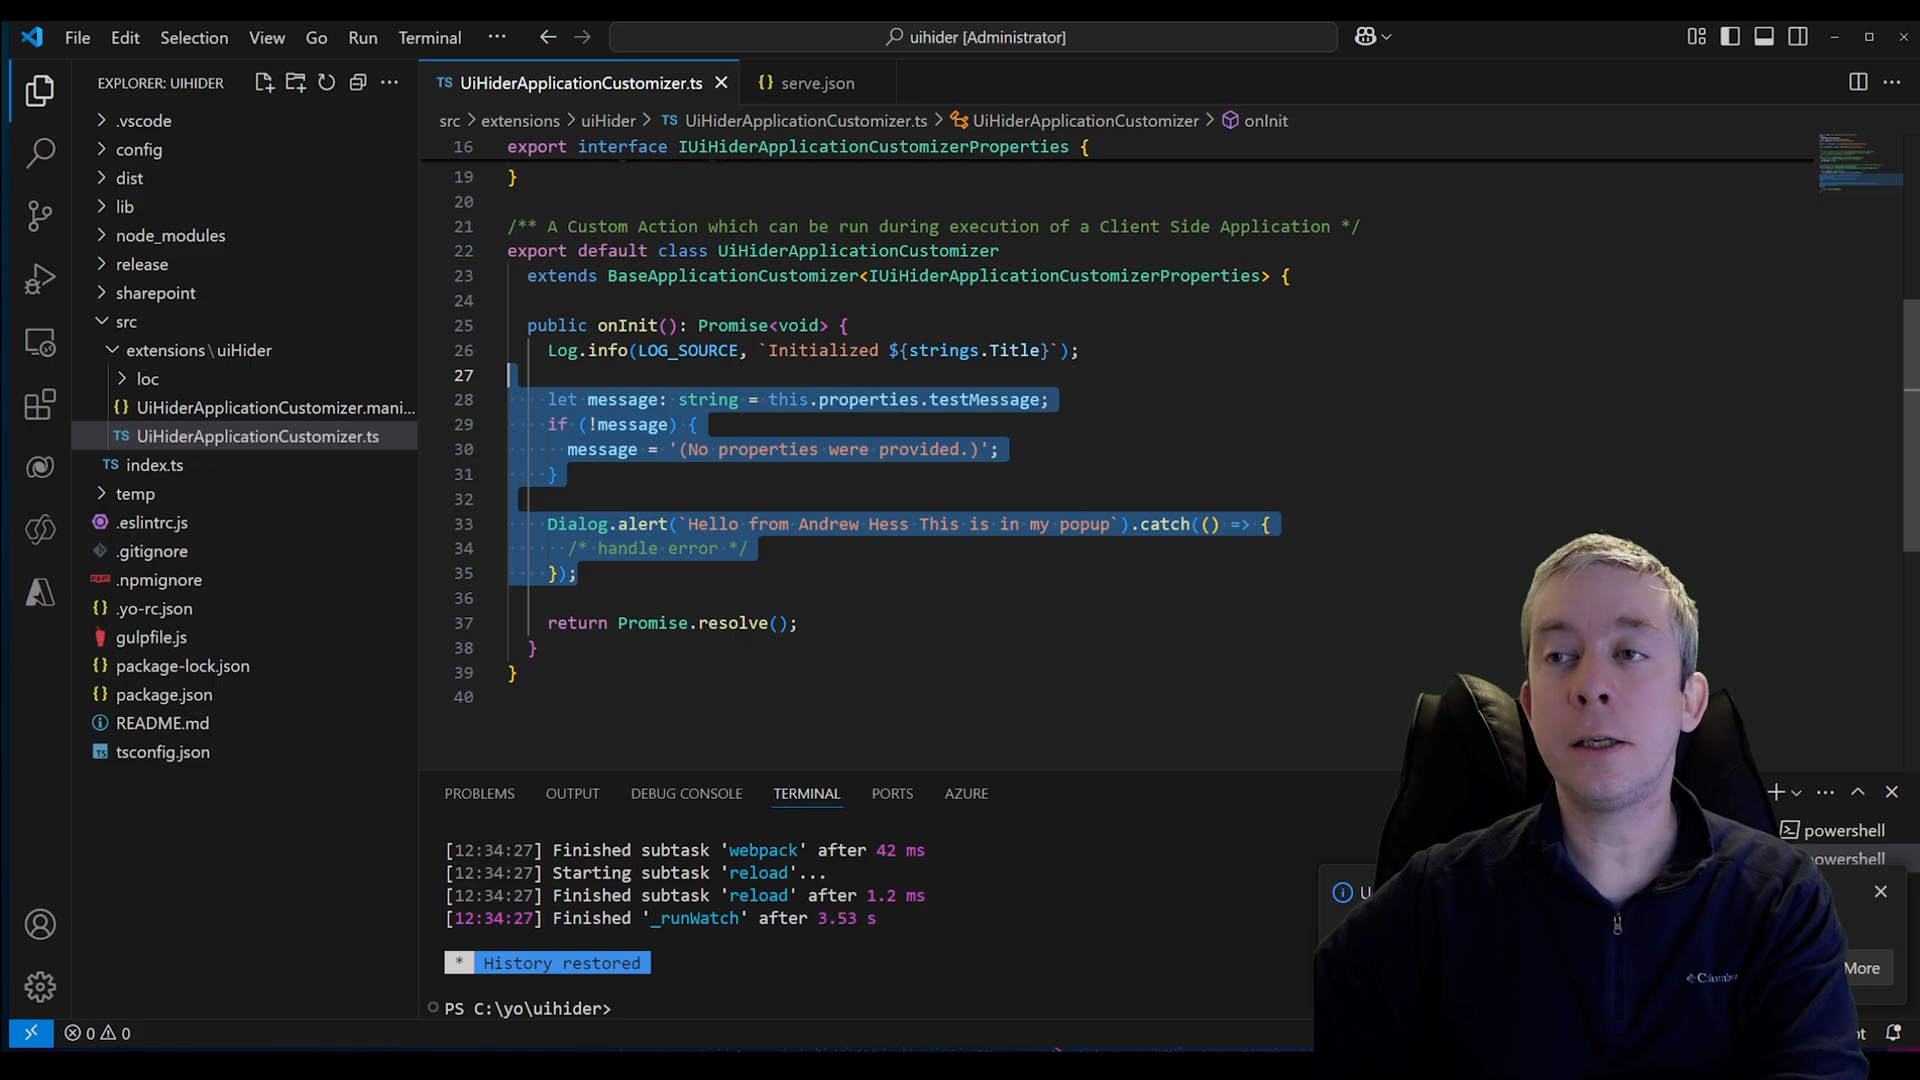 File Edit Selection View Go Run Terminal ··· uihider [Administrator]
EXPLORER: UIHIDER
.vscode
config
dist
lib
node_modules
release
sharepoint
src
extensions\uiHider
loc
{} UiHiderApplicationCustomizer.mani...
TS UiHiderApplicationCustomizer.ts
TS index.ts
temp
.eslintrc.js
.gitignore
.npmignore
{} .yo-rc.json
gulpfile.js
{} package-lock.json
{} package.json
README.md
TS tsconfig.json
TS UiHiderApplicationCustomizer.ts
{} serve.json
src > extensions > uiHider > TS UiHiderApplicationCustomizer.ts > UiHiderApplicationCustomizer > onInit
16 export interface IUiHiderApplicationCustomizerProperties {
19 }
20
21 /** A Custom Action which can be run during execution of a Client Side Application */
22 export default class UiHiderApplicationCustomizer
23 extends BaseApplicationCustomizer<IUiHiderApplicationCustomizerProperties> {
24
25 public onInit(): Promise<void> {
26 Log.info(LOG_SOURCE, `Initialized ${strings.Title}`);
27
28 let message: string = this.properties.testMessage;
29 if (!message) {
30 message = '(No properties were provided.)';
31 }
32
33 Dialog.alert(`Hello from Andrew Hess This is in my popup`).catch(() => {
34 /* handle error */
35 });
36
37 return Promise.resolve();
38 }
39 }
40
PROBLEMS OUTPUT DEBUG CONSOLE TERMINAL PORTS AZURE
[12:34:27] Finished subtask 'webpack' after 42 ms
[12:34:27] Starting subtask 'reload'...
[12:34:27] Finished subtask 'reload' after 1.2 ms
[12:34:27] Finished '_runWatch' after 3.53 s
* History restored
PS C:\yo\uihider>
powershell
powershell
U
More
Columbia
0 0
ot